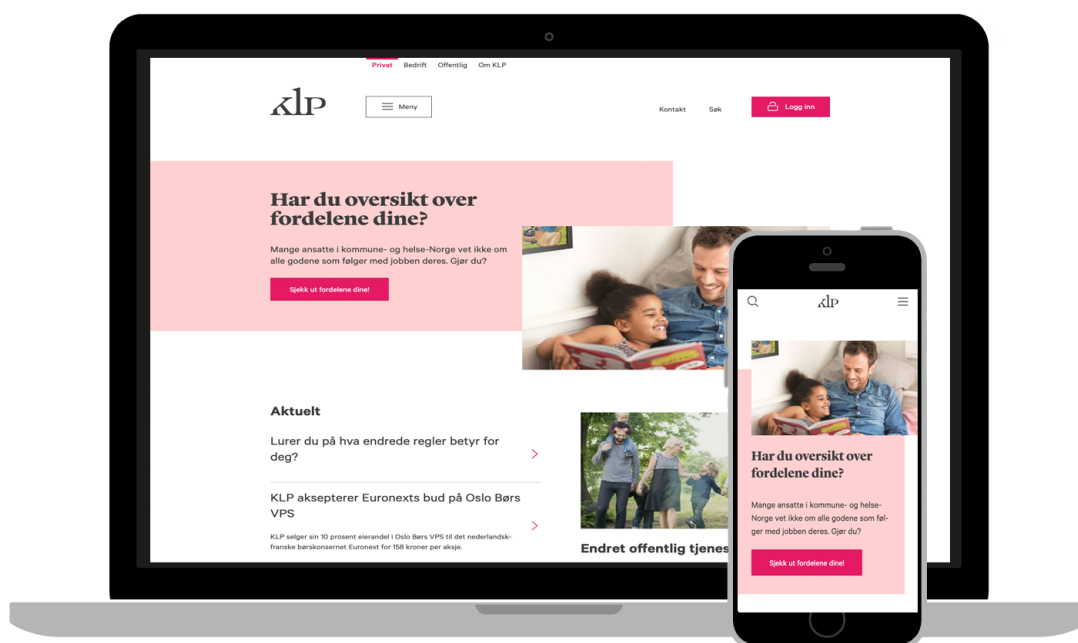 Privat Bedrift Offentlig Om KLP
KLP
Meny
Kontakt Søk Logg inn
Har du oversikt over
fordelene dine?
Mange ansatte i kommune- og helse-Norge vet ikke om
alle godene som følger med jobben deres. Gjør du?
Sjekk ut fordelene dine!
Aktuelt
Lurer du på hva endrede regler betyr for
deg?
KLP aksepterer Euronexts bud på Oslo Børs
VPS
KLP selger sin 10 prosent eierandel i Oslo Børs VPS til det nederlandsk-
franske børskonsernet Euronext for 158 kroner per aksje.
Endret offentlig tjenes
KLP
Har du oversikt over
fordelene dine?
Mange ansatte i kommune- og helse-
Norge vet ikke om alle godene som føl-
ger med jobben deres. Gjør du?
Sjekk ut fordelene dine!